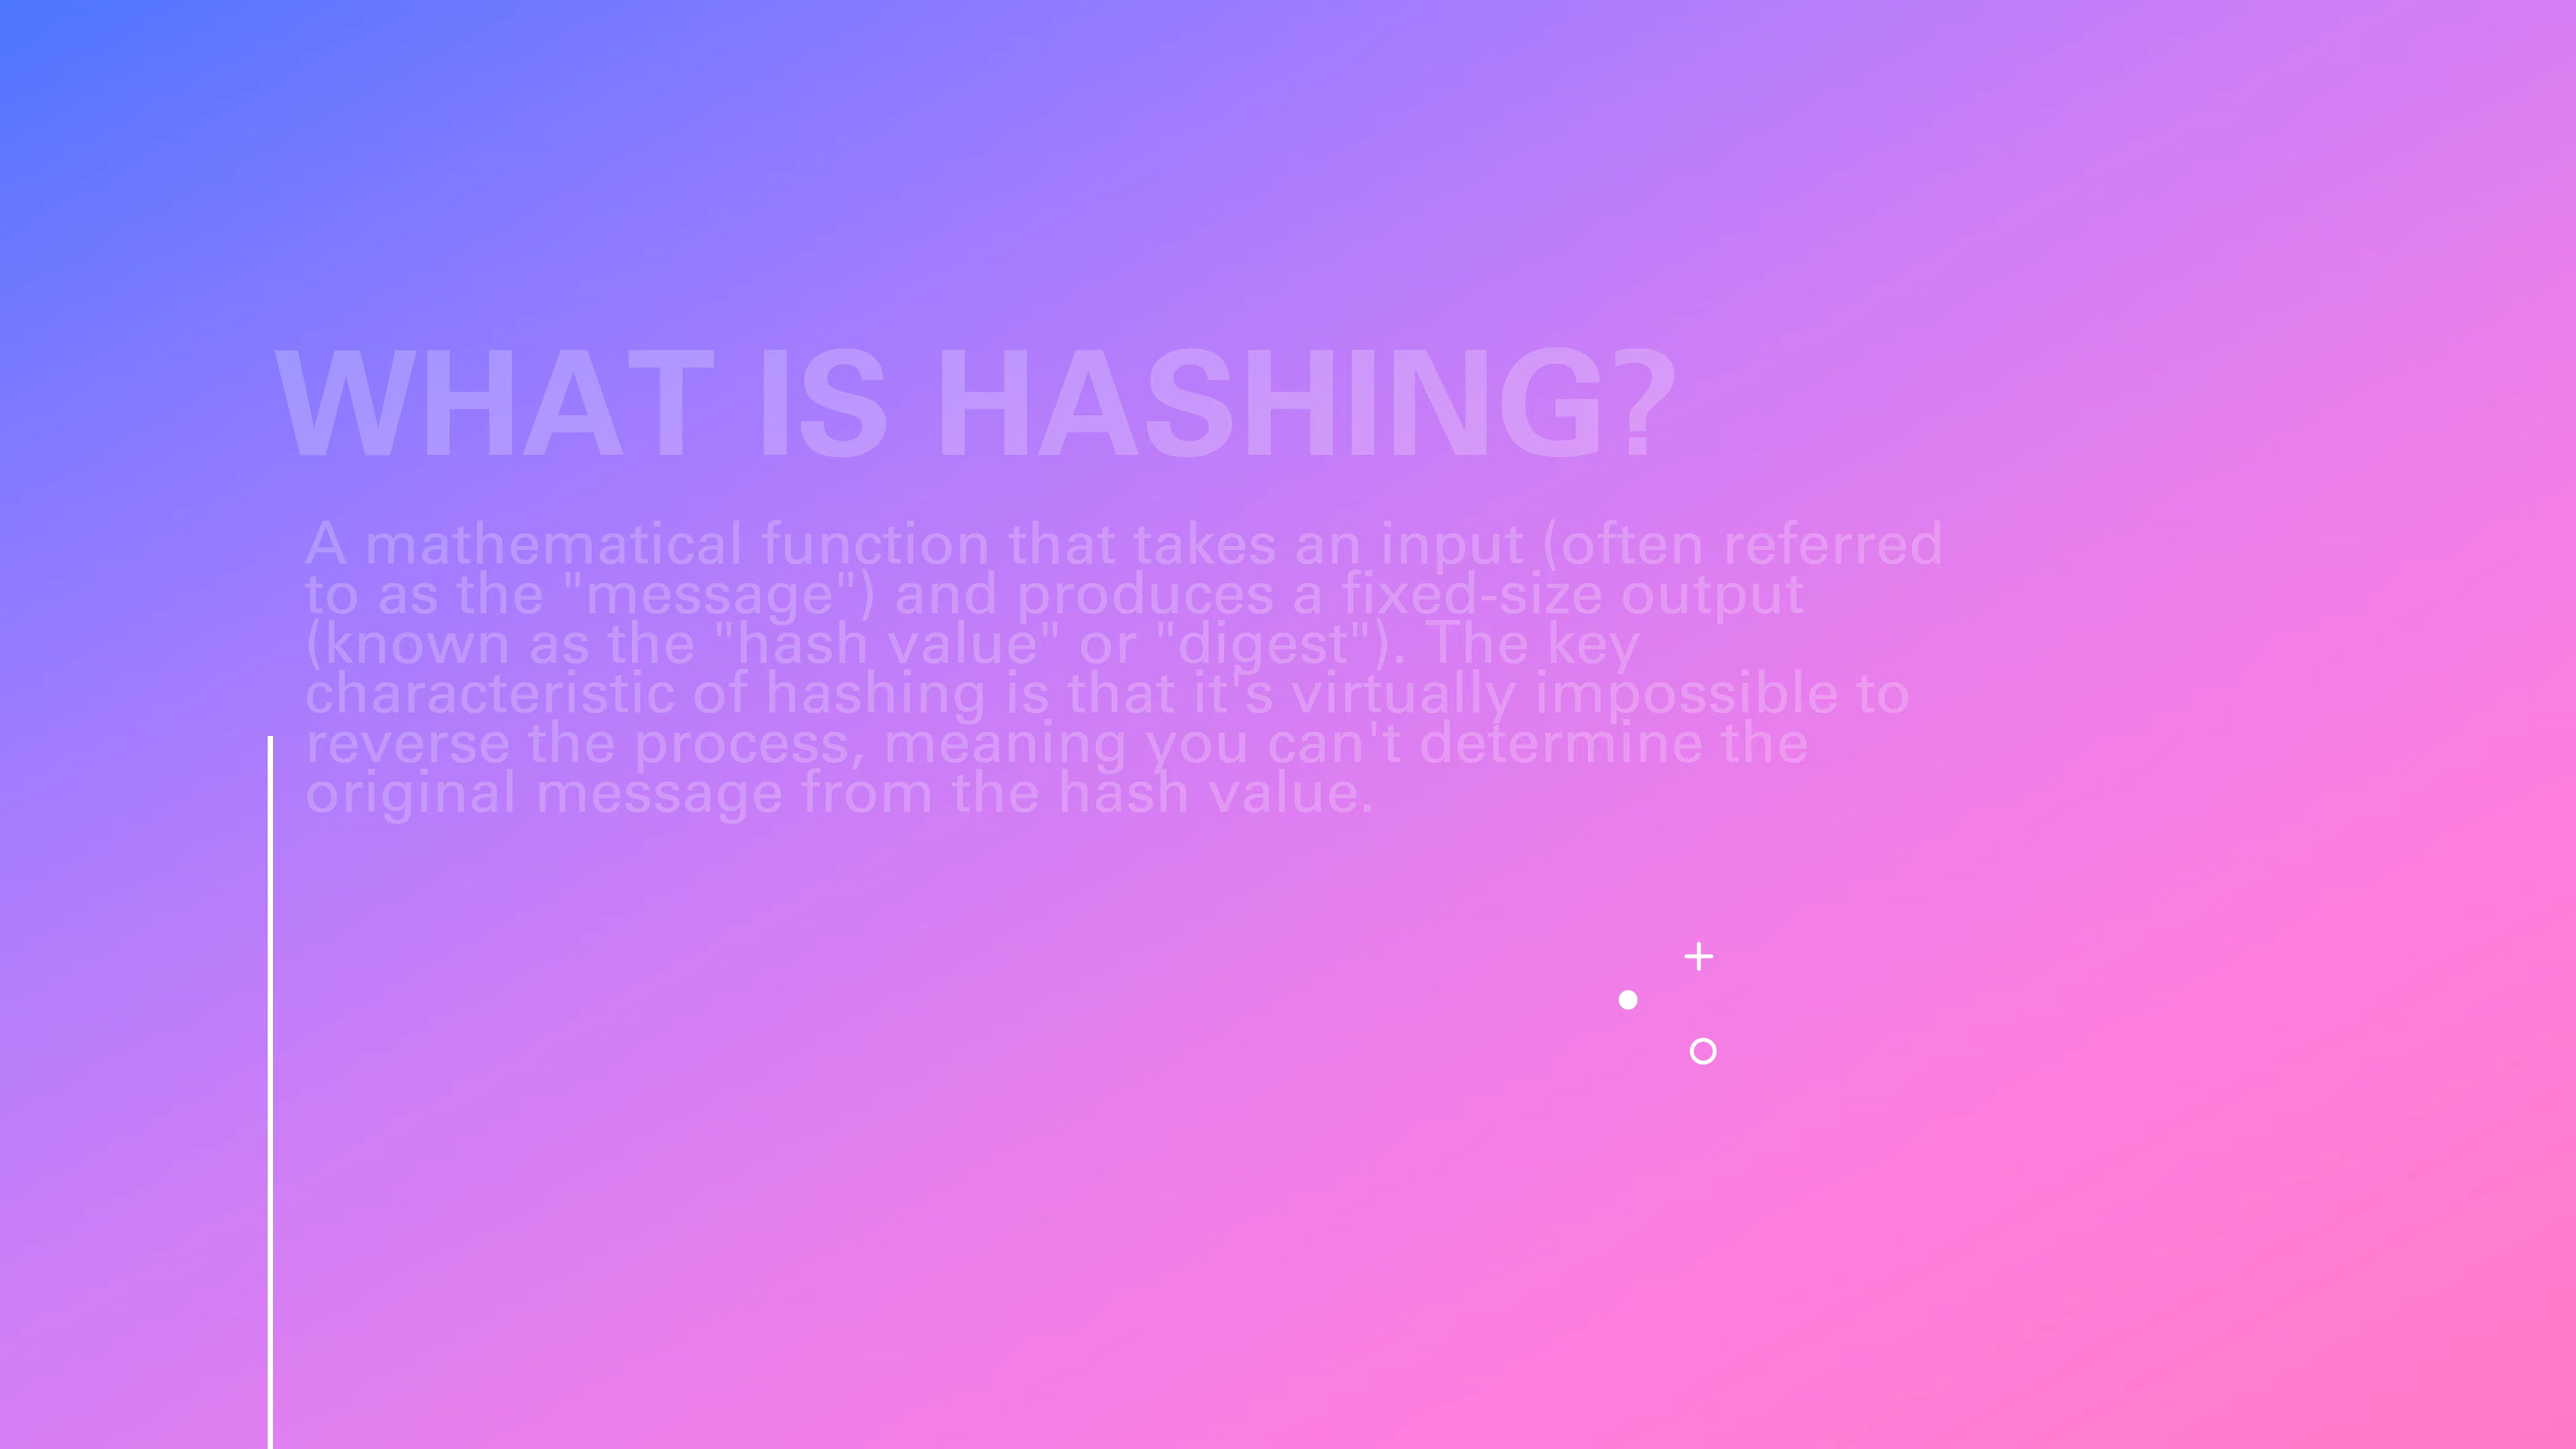 WHAT IS HASHING?
A mathematical function that takes an input (often referred
to as the "message") and produces a fixed-size output
(known as the "hash value" or "digest"). The key
characteristic of hashing is that it's virtually impossible to
reverse the process, meaning you can't determine the
original message from the hash value.